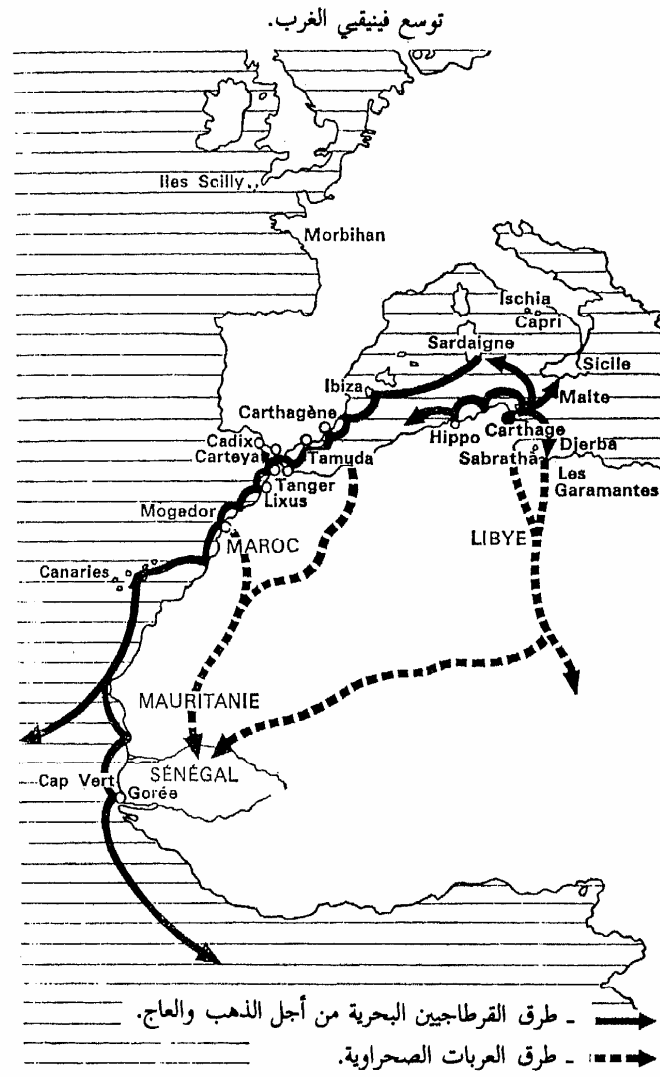 توسع فينيقيي الغرب.
Iles Scilly
Morbihan
Ischia
Capri
Sardaigne
Sicile
Ibiza
Malte
Carthagène
Carthage
Hippo
Cadix
Djerba
Carteya
Tamuda
Sabratha
Tanger
Les
Garamantes
Lixus
Mogador
MAROC
LIBYE
Canaries
MAURITANIE
SÉNÉGAL
Cap Vert
Gorée
- طرق القرطاجيين البحرية من أجل الذهب والعاج.
- طرق العربات الصحراوية.